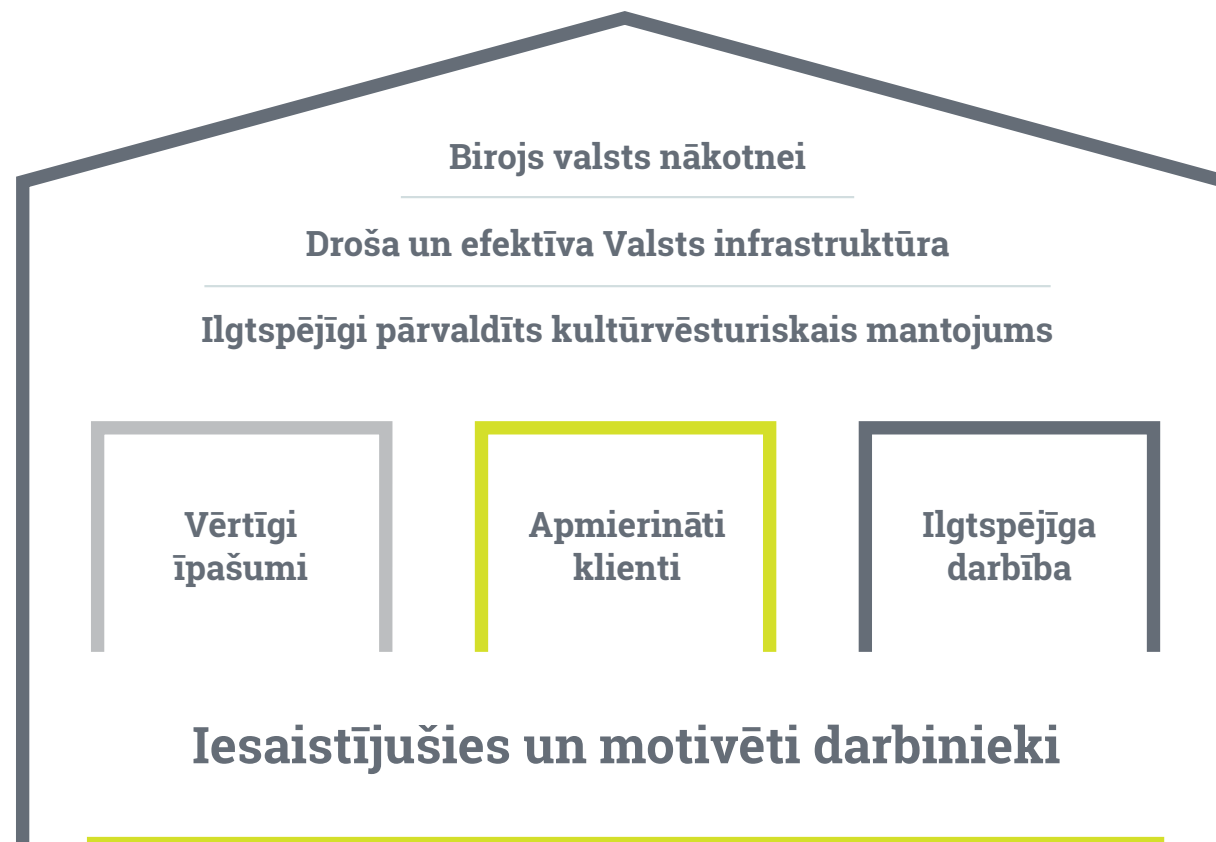 Birojs valsts nākotnei
Droša un efektīva Valsts infrastruktūra
Ilgtspējīgi pārvaldīts kultūrvēsturiskais mantojums
Vērtīgi
īpašumi
Apmierināti
klienti
Ilgtspējīga
darbība
Iesaistījušies un motivēti darbinieki